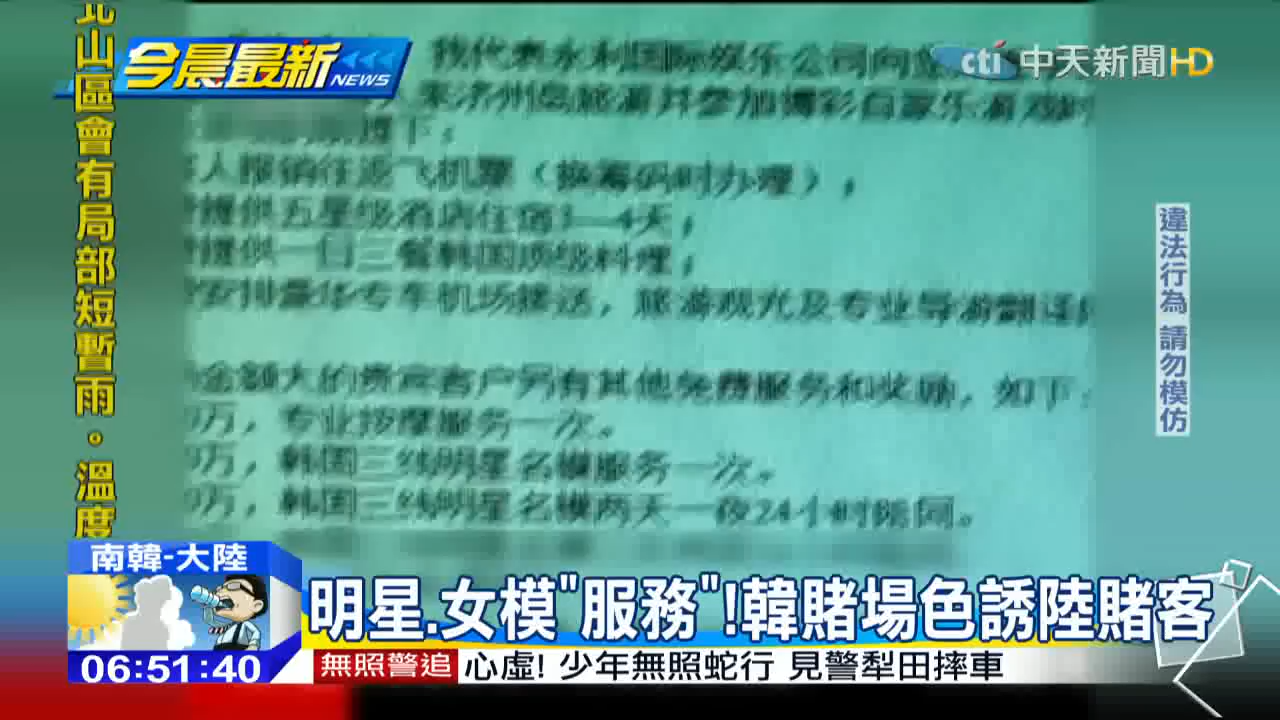 北山區會有局部短暫雨。溫度
今晨最新
NEWS
cti 中天新聞HD
我代表永利国际娱乐公司向
人来济州岛旅游并参加博彩百家乐
下：
人报销往返飞机票（换筹码时办理），
提供五星级酒店住宿
4天，
提供一日三餐韩国顶级料理，
安排豪华专车机场接送，旅游观光及专业导游翻译
金额大的贵宾客户另有其他免费服务和奖励，如下：
万，专业按摩服务一次。
万，韩国三线明星名模服务一次。
万，韩国三线明星名模两天一夜24小时陪同。
違法行為 請勿模仿
南韓-大陸
06:51:40
明星.女模"服務"!韓賭場色誘陸賭客
無照警追 心虛! 少年無照蛇行 見警犁田摔車